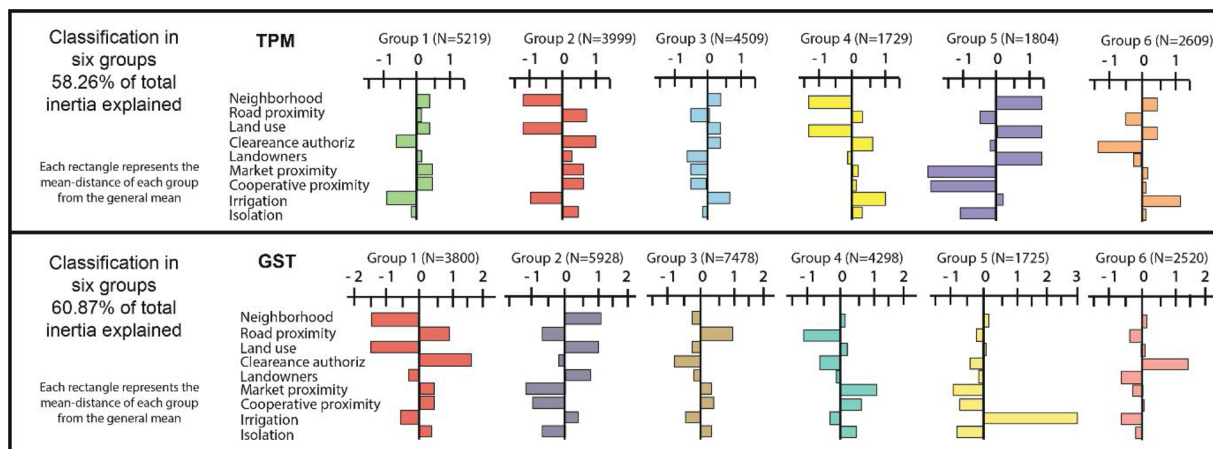 Classification in
six groups
58.26% of total
inertia explained
Each rectangle represents the
mean-distance of each group
from the general mean
TPM
Group 1 (N=5219)
-1 0 1
Group 2 (N=3999)
-1 0 1
Group 3 (N=4509)
-1 0 1
Group 4 (N=1729)
-1 0 1
Group 5 (N=1804)
-1 0 1
Group 6 (N=2609)
-1 0 1
Neighborhood
Road proximity
Land use
Cleareance authoriz
Landowners
Market proximity
Cooperative proximity
Irrigation
Isolation
Classification in
six groups
60.87% of total
inertia explained
Each rectangle represents the
mean-distance of each group
from the general mean
GST
Group 1 (N=3800)
-2 -1 0 1 2
Group 2 (N=5928)
-2 -1 0 1 2
Group 3 (N=7478)
-2 -1 0 1 2
Group 4 (N=4298)
-2 -1 0 1 2
Group 5 (N=1725)
-1 0 1 2 3
Group 6 (N=2520)
-1 0 1 2
Neighborhood
Road proximity
Land use
Cleareance authoriz
Landowners
Market proximity
Cooperative proximity
Irrigation
Isolation